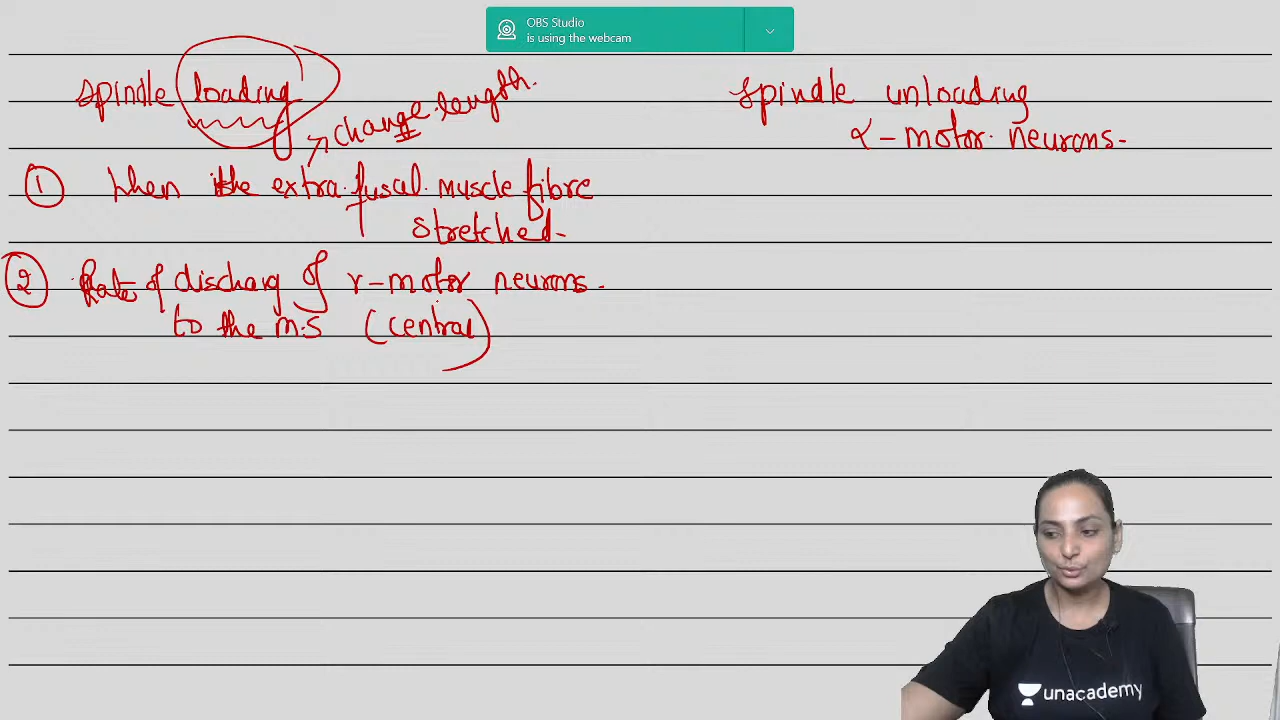 OBS Studio
is using the webcam
spindle loading
change length.
① When the extra fusal muscle fibre
stretched-
② Rate of discharg of γ-motor neurons.
to the M.S (central)
spindle unloading
α-motor neurons-
unacademy